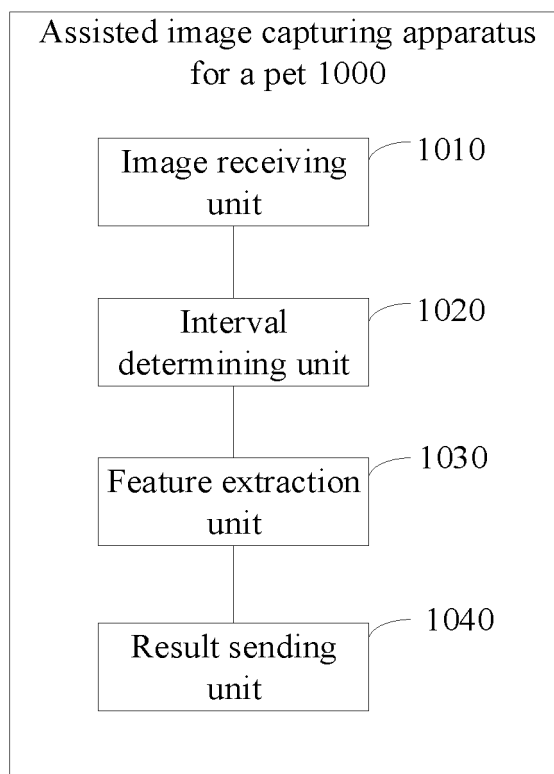 Assisted image capturing apparatus
for a pet 1000
Image receiving
unit
1010
Interval
determining unit
1020
Feature extraction
unit
1030
Result sending
unit
1040